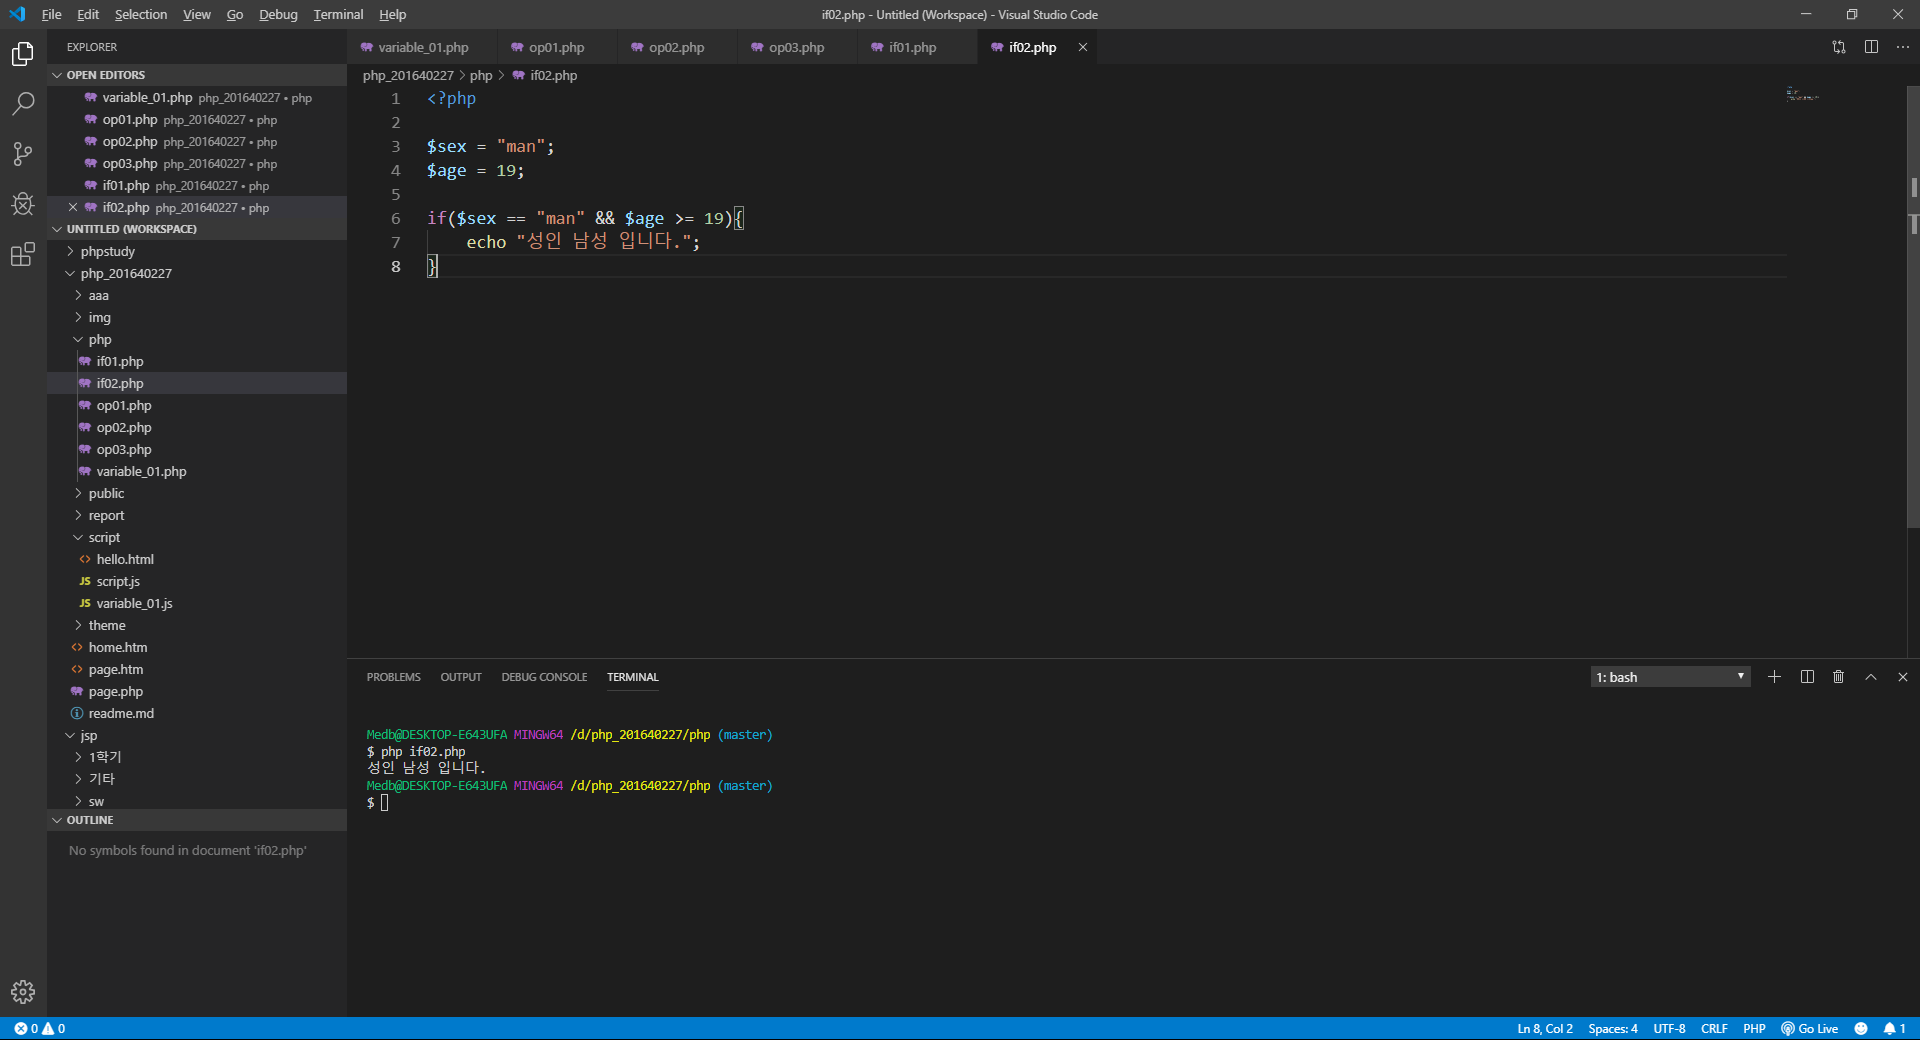 File Edit Selection View Go Debug Terminal Help
if02.php - Untitled (Workspace) - Visual Studio Code
EXPLORER
OPEN EDITORS
variable_01.php php_201640227 • php
op01.php php_201640227 • php
op02.php php_201640227 • php
op03.php php_201640227 • php
if01.php php_201640227 • php
if02.php php_201640227 • php
UNTITLED (WORKSPACE)
phpstudy
php_201640227
aaa
img
php
if01.php
if02.php
op01.php
op02.php
op03.php
variable_01.php
public
report
script
hello.html
JS script.js
JS variable_01.js
theme
home.htm
page.htm
page.php
readme.md
jsp
1학기
기타
sw
OUTLINE
No symbols found in document 'if02.php'
variable_01.php op01.php op02.php op03.php if01.php if02.php
php_201640227 > php > if02.php
1 <?php
2
3 $sex = "man";
4 $age = 19;
5
6 if($sex == "man" && $age >= 19){
7 echo "성인 남성 입니다.";
8 }
PROBLEMS OUTPUT DEBUG CONSOLE TERMINAL
1: bash
Medb@DESKTOP-E643UFA MINGW64 /d/php_201640227/php (master)
$ php if02.php
성인 남성 입니다.
Medb@DESKTOP-E643UFA MINGW64 /d/php_201640227/php (master)
$
0 0
Ln 8, Col 2 Spaces: 4 UTF-8 CRLF PHP Go Live 1